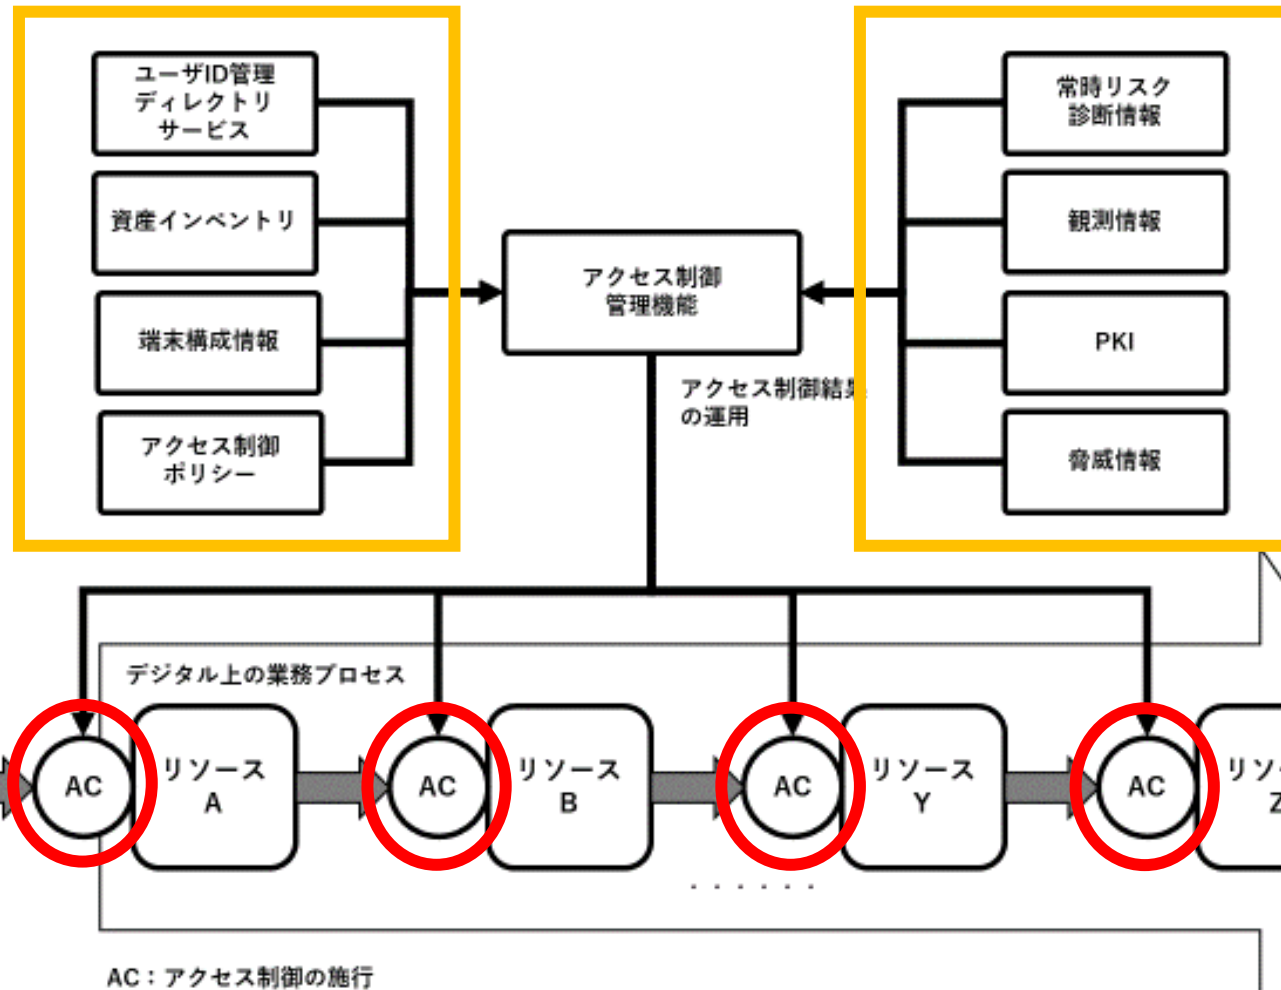 ユーザID管理
ディレクトリ
サービス
資産インベントリ
端末構成情報
アクセス制御
ポリシー
アクセス制御
管理機能
アクセス制御結果
の運用
常時リスク
診断情報
観測情報
PKI
脅威情報
デジタル上の業務プロセス
AC
リソース
A
AC
リソース
B
AC
リソース
Y
AC
リソ
Z
. . . . . .
AC：アクセス制御の施行